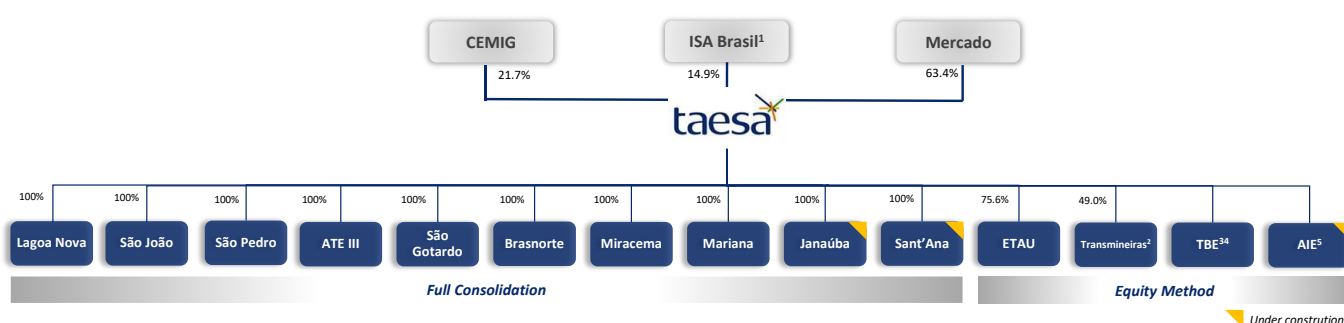 CEMIG
ISA Brasil1
Mercado
21.7%
14.9%
63.4%
taesa
100%
100%
100%
100%
100%
100%
100%
100%
100%
100%
75.6%
49.0%
Lagoa Nova
São João
São Pedro
ATE III
São
Gotardo
Brasnorte
Miracema
Mariana
Janaúba
Sant'Ana
ETAU
Transmineiras2
TBE34
AIE5
Full Consolidation
Equity Method
Under constrution